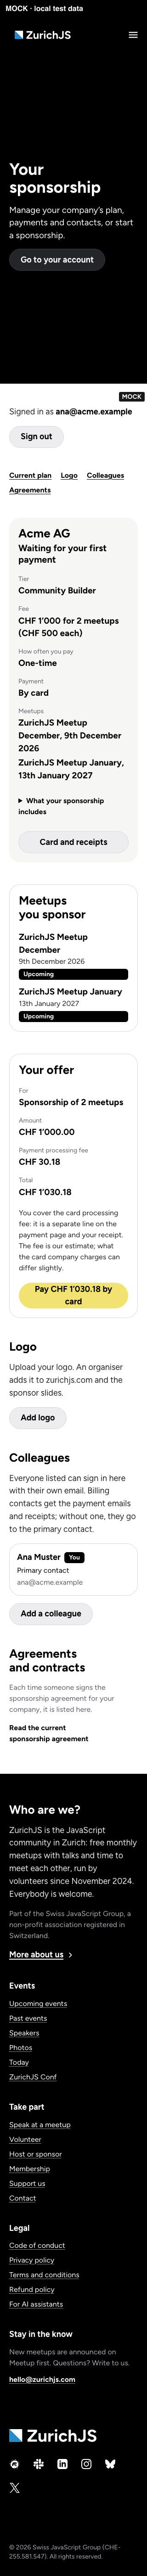 MOCK · local test data
ZurichJS
Your
sponsorship
Manage your company's plan,
payments and contacts, or start
a sponsorship.
Go to your account
MOCK
Signed in as ana@acme.example
Sign out
Current plan Logo Colleagues
Agreements
Acme AG
Waiting for your first
payment
Tier
Community Builder
Fee
CHF 1'000 for 2 meetups
(CHF 500 each)
How often you pay
One-time
Payment
By card
Meetups
ZurichJS Meetup
December, 9th December
2026
ZurichJS Meetup January,
13th January 2027
What your sponsorship
includes
Card and receipts
Meetups
you sponsor
ZurichJS Meetup
December
9th December 2026
Upcoming
ZurichJS Meetup January
13th January 2027
Upcoming
Your offer
For
Sponsorship of 2 meetups
Amount
CHF 1'000.00
Payment processing fee
CHF 30.18
Total
CHF 1'030.18
You cover the card processing
fee: it is a separate line on the
payment page and your receipt.
The fee is our estimate; what
the card company charges can
differ slightly.
Pay CHF 1'030.18 by
card
Logo
Upload your logo. An organiser
adds it to zurichjs.com and the
sponsor slides.
Add logo
Colleagues
Everyone listed can sign in here
with their own email. Billing
contacts get the payment emails
and receipts; without one, they go
to the primary contact.
Ana Muster You
Primary contact
ana@acme.example
Add a colleague
Agreements
and contracts
Each time someone signs the
sponsorship agreement for your
company, it is listed here.
Read the current
sponsorship agreement
Who are we?
ZurichJS is the JavaScript
community in Zurich: free monthly
meetups with talks and time to
meet each other, run by
volunteers since November 2024.
Everybody is welcome.
Part of the Swiss JavaScript Group, a
non-profit association registered in
Switzerland.
More about us
Events
Upcoming events
Past events
Speakers
Photos
Today
ZurichJS Conf
Take part
Speak at a meetup
Volunteer
Host or sponsor
Membership
Support us
Contact
Legal
Code of conduct
Privacy policy
Terms and conditions
Refund policy
For AI assistants
Stay in the know
New meetups are announced on
Meetup first. Questions? Write to us.
hello@zurichjs.com
ZurichJS
© 2026 Swiss JavaScript Group (CHE-
255.581.547). All rights reserved.